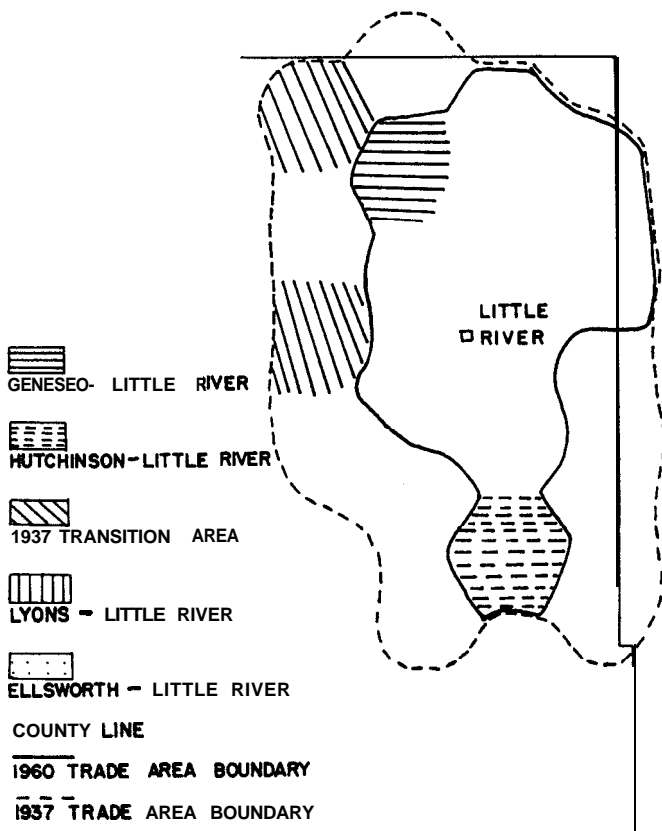 LITTLE
RIVER
GENESEO- LITTLE RIVER
HUTCHINSON-LITTLE RIVER
1937 TRANSITION AREA
LYONS - LITTLE RIVER
ELLSWORTH - LITTLE RIVER
COUNTY LINE
1960 TRADE AREA BOUNDARY
1937 TRADE AREA BOUNDARY